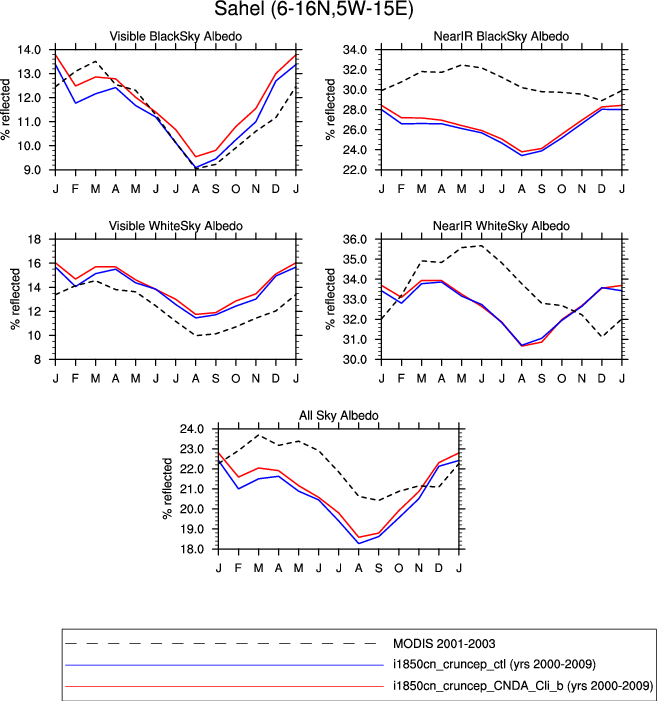 Sahel (6-16N,5W-15E)
Visible BlackSky Albedo
% reflected
14.0
13.0
12.0
11.0
10.0
9.0
J F M A M J J A S O N D J
NearIR BlackSky Albedo
% reflected
34.0
32.0
30.0
28.0
26.0
24.0
22.0
J F M A M J J A S O N D J
Visible WhiteSky Albedo
% reflected
18
16
14
12
10
8
J F M A M J J A S O N D J
NearIR WhiteSky Albedo
% reflected
36.0
35.0
34.0
33.0
32.0
31.0
30.0
J F M A M J J A S O N D J
All Sky Albedo
% reflected
24.0
23.0
22.0
21.0
20.0
19.0
18.0
J F M A M J J A S O N D J
MODIS 2001-2003
i1850cn_cruncep_ctl (yrs 2000-2009)
i1850cn_cruncep_CNDA_Cli_b (yrs 2000-2009)